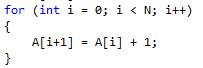 for (int i = 0; i < N; i++)
{
    A[i+1] = A[i] + 1;
}